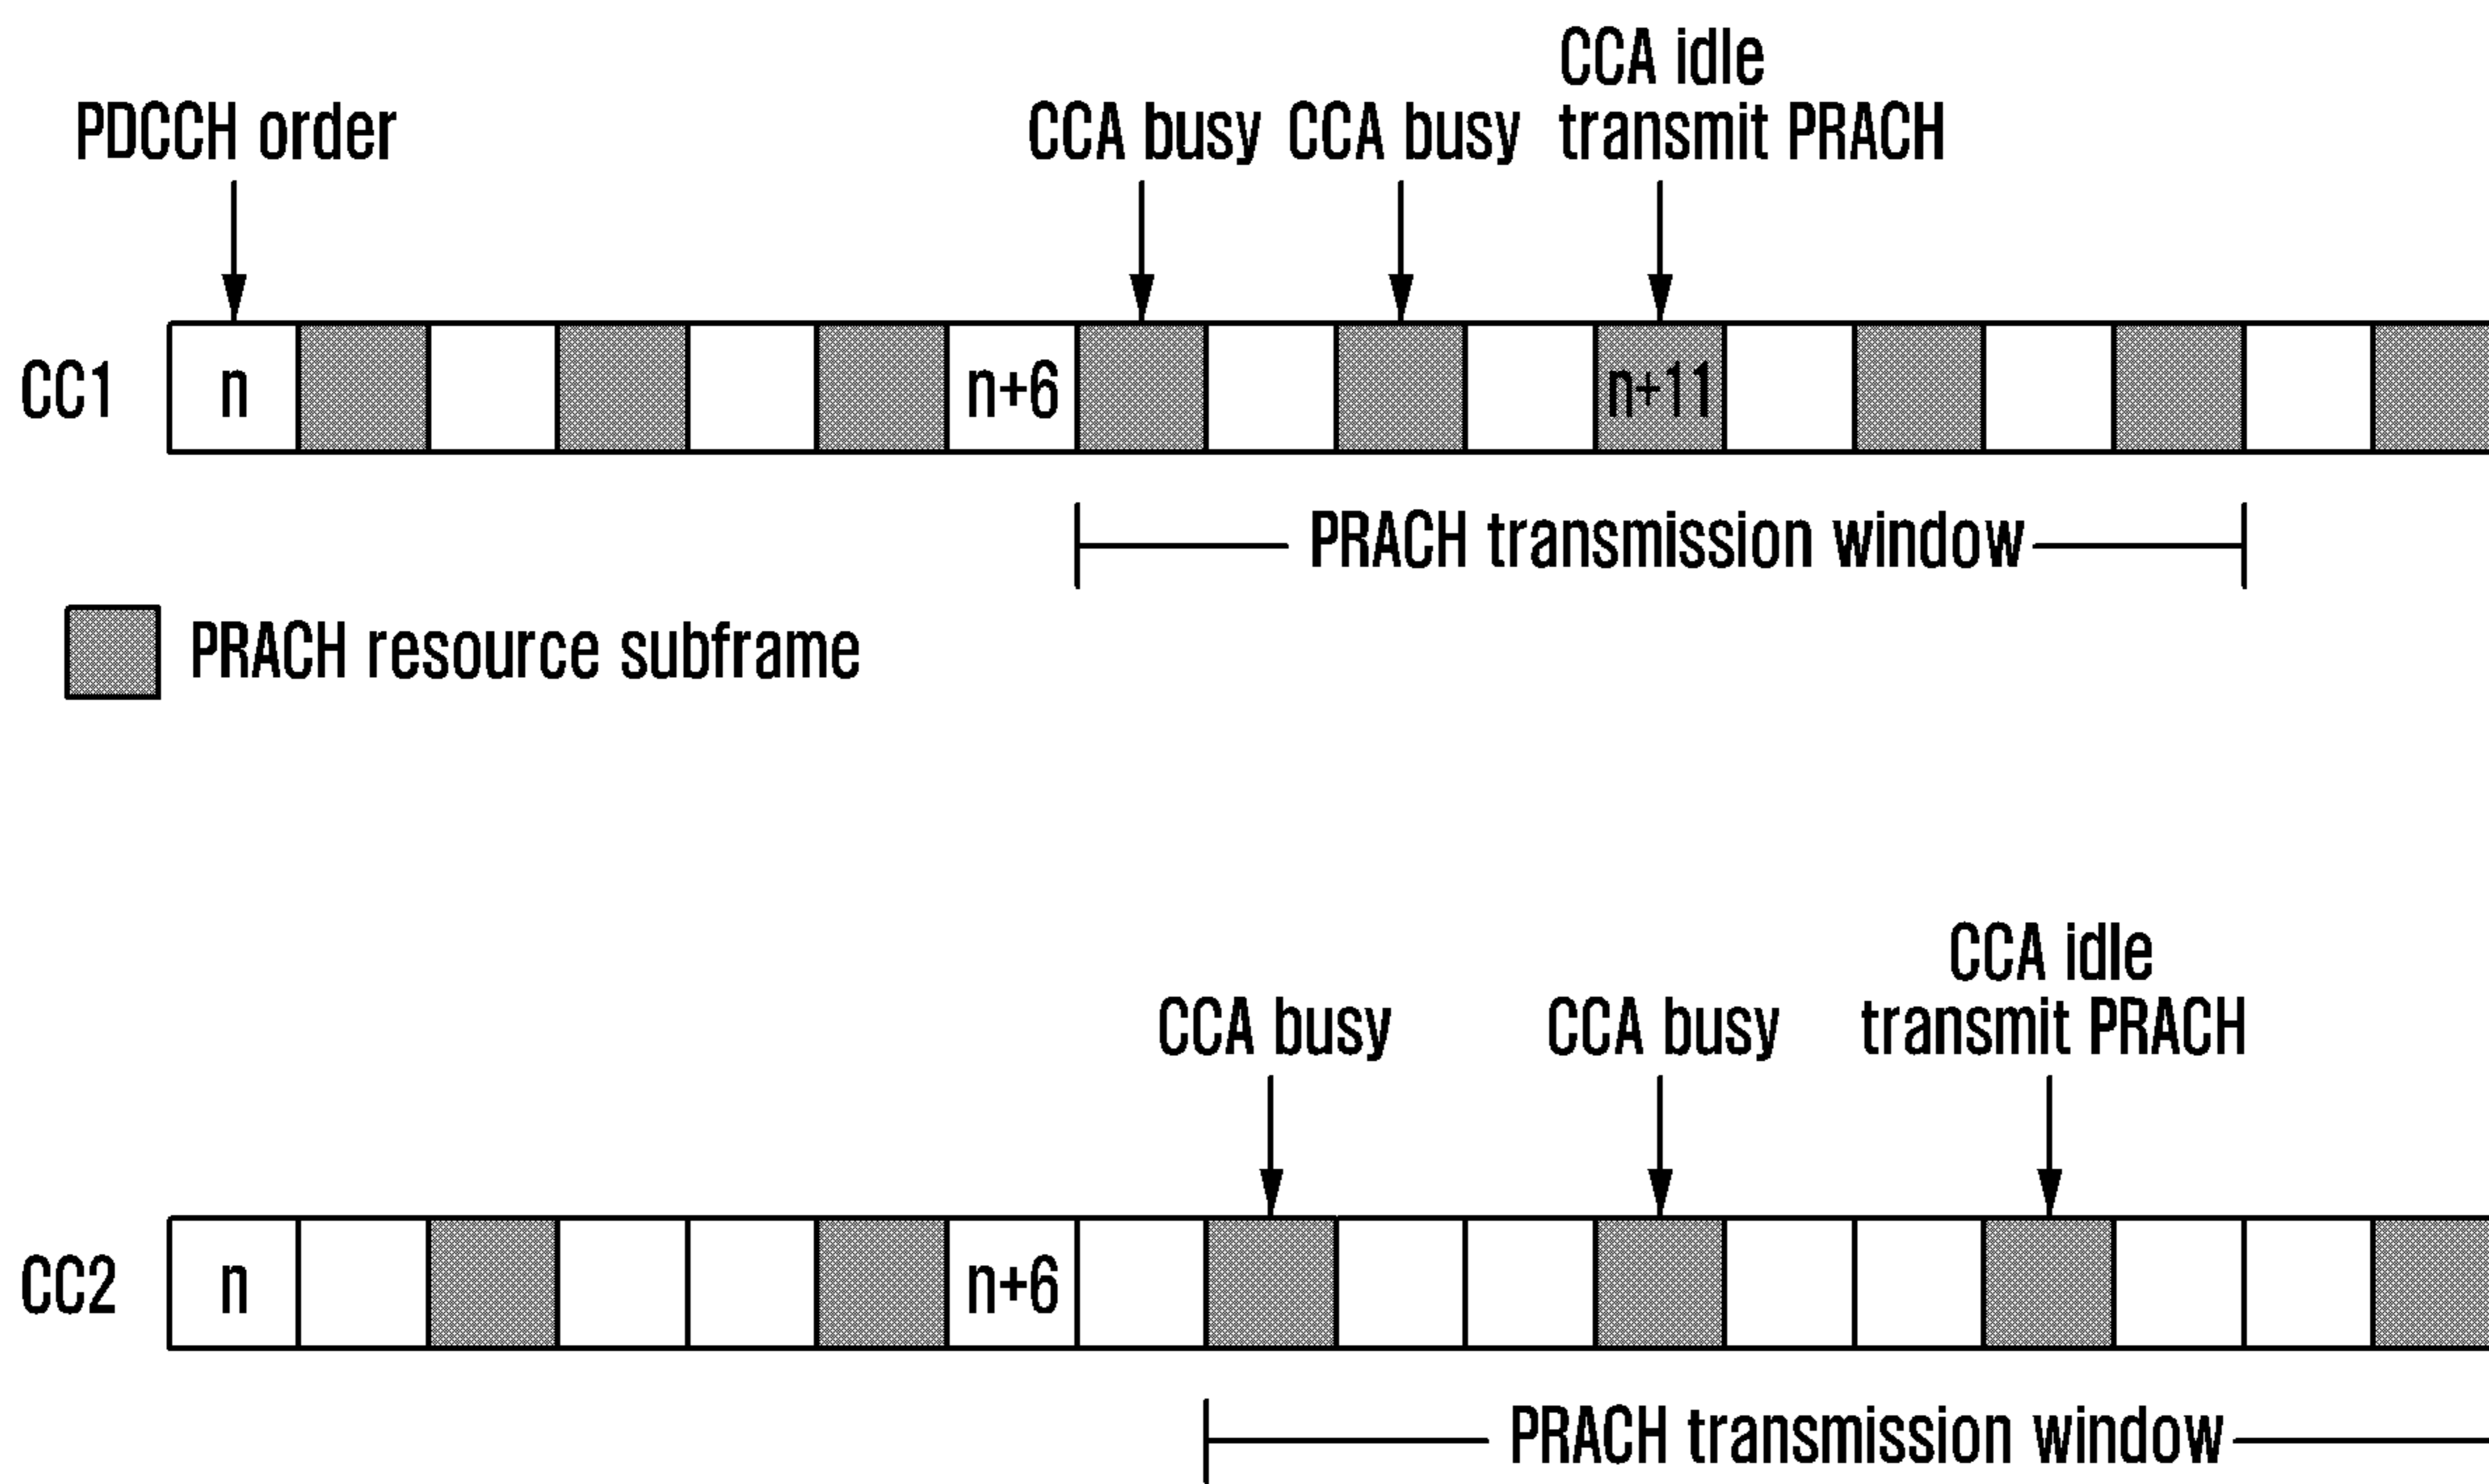 CCA idle
PDCCH order
CCA busy
CCA busy
transmit PRACH
CC1
n
n+6
n+11
PRACH transmission window
PRACH resource subframe
CCA idle
CCA busy
CCA busy
transmit PRACH
CC2
n
n+6
PRACH transmission window